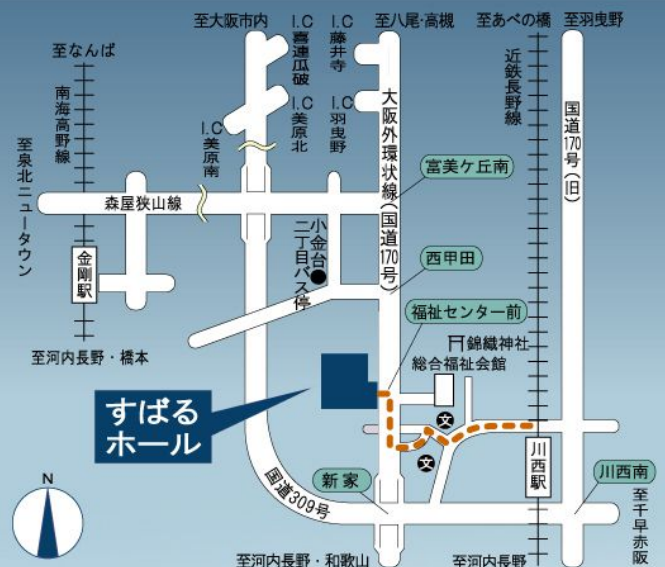 至大阪市内
I.C喜連瓜破
I.C藤井寺
至八尾・高槻
至あべの橋
至羽曳野
至なんば
南海高野線
I.C美原南
I.C美原北
I.C羽曳野
大阪外環状線(国道170号)
近鉄長野線
国道170号(旧)
至泉北ニュータウン
森屋狭山線
富美ケ丘南
金剛駅
小金台二丁目バス停
西甲田
福祉センター前
錦織神社
総合福祉会館
至河内長野・橋本
すばる
ホール
文
文
川西駅
N
国道309号
新家
川西南
至千早赤阪
至河内長野・和歌山
至河内長野